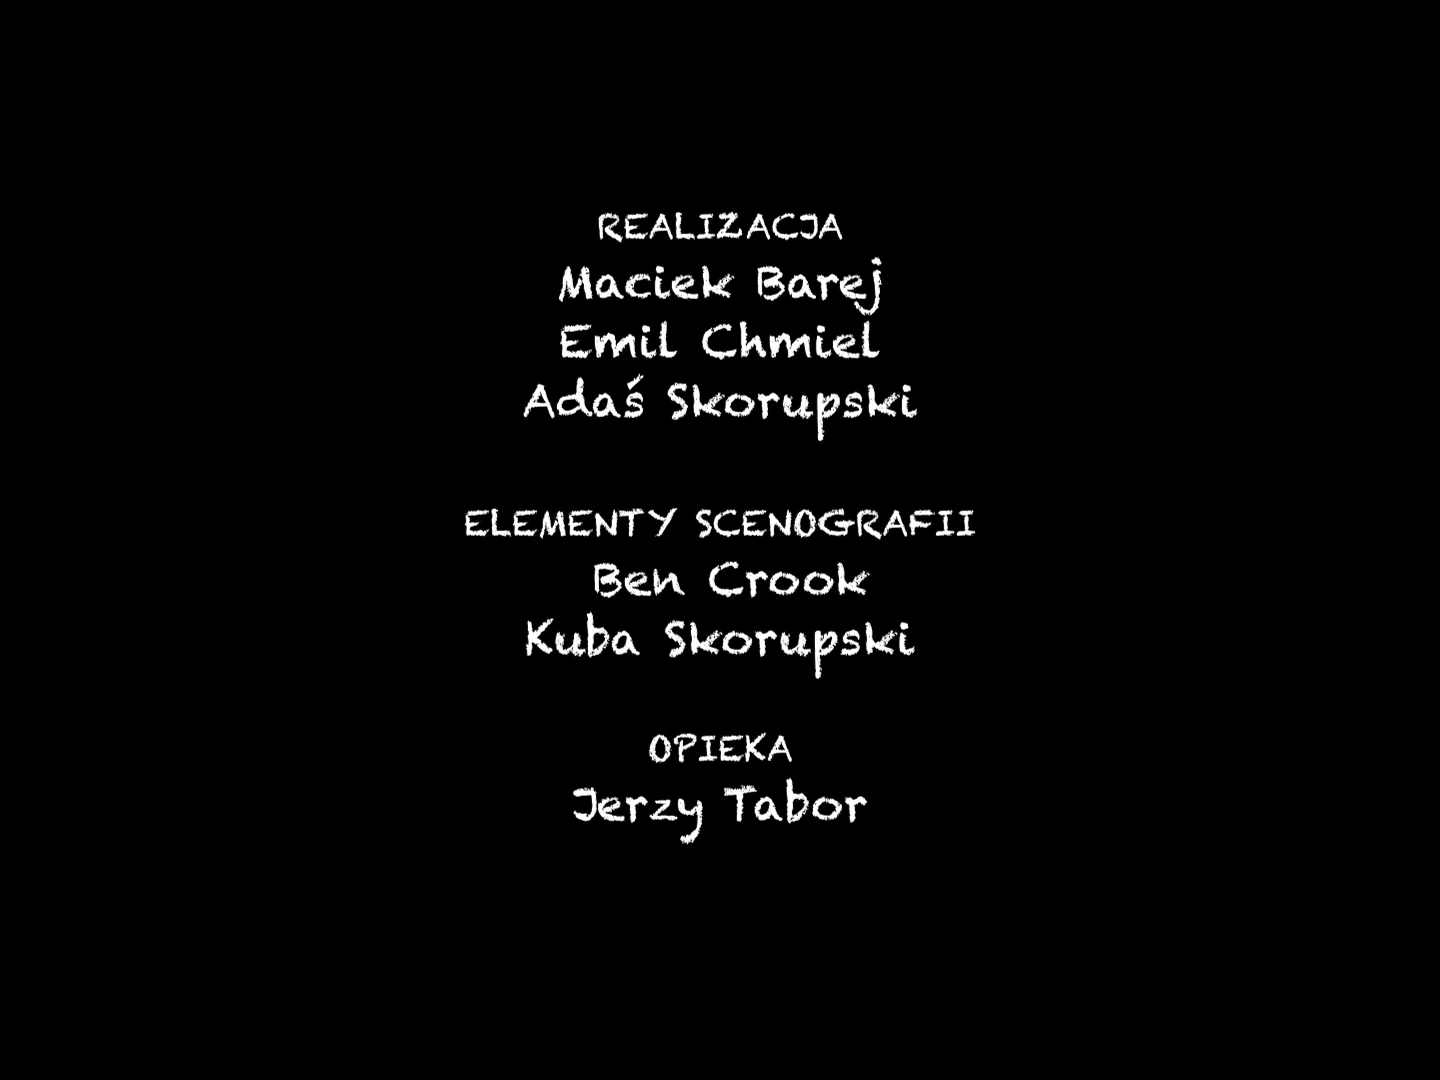 REALIZACJA
Maciek Barej
Emil Chmiel
Adaś Skorupski
ELEMENTY SCENOGRAFII
Ben Crook
Kuba Skorupski
OPIEKA
Jerzy Tabor